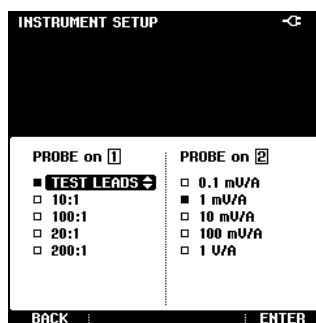 INSTRUMENT SETUP
PROBE on 1
TEST LEADS
10:1
100:1
20:1
200:1
PROBE on 2
0.1 mV/A
1 mV/A
10 mV/A
100 mV/A
1 V/A
BACK
ENTER